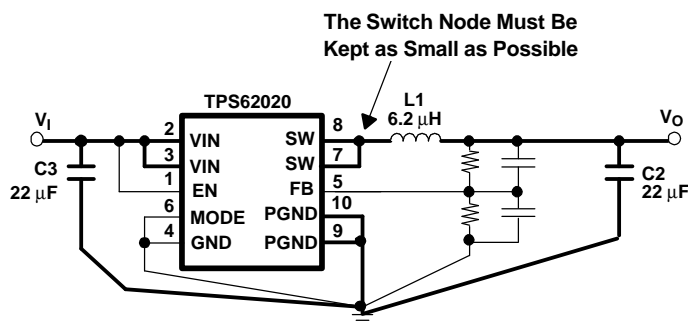 The Switch Node Must Be
Kept as Small as Possible
TPS62020
VI
VO
L1
6.2 μH
C3
22 μF
C2
22 μF
2 VIN
3 VIN
1 EN
6 MODE
4 GND
SW 8
SW 7
FB 5
PGND 10
PGND 9